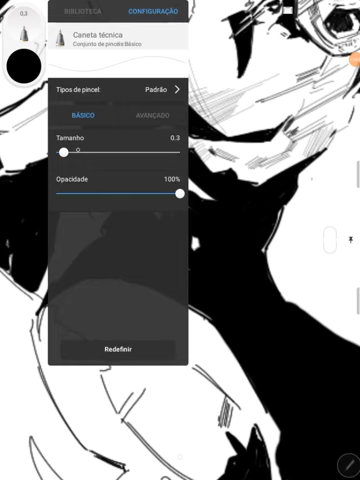 0.3
BIBLIOTECA
CONFIGURAÇÃO
Caneta técnica
Conjunto de pincéis:Básico
Tipos de pincel:
Padrão
BÁSICO
AVANÇADO
Tamanho
0.3
Opacidade
100%
Redefinir